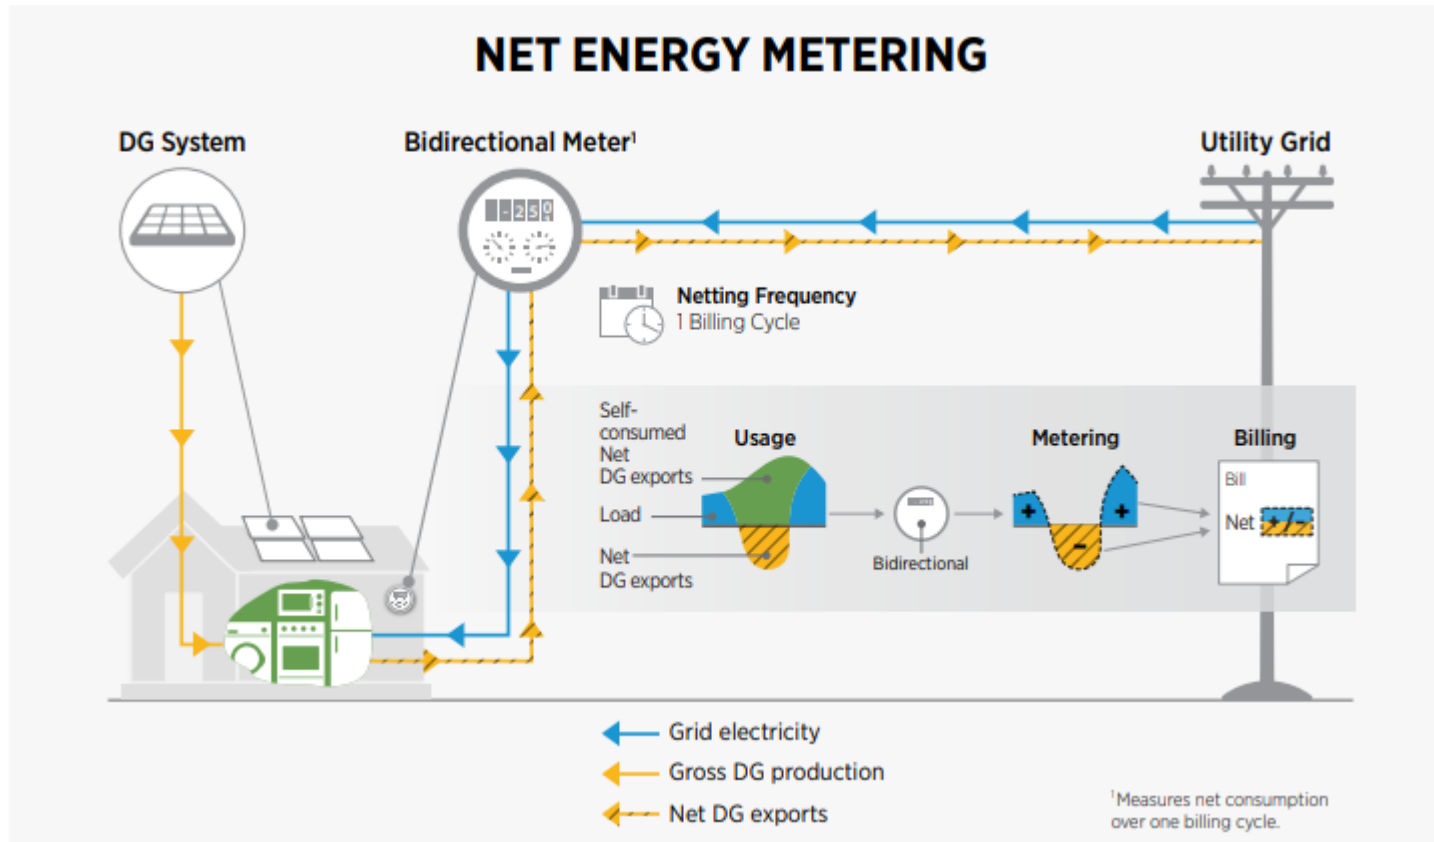 NET ENERGY METERING
DG System
Bidirectional Meter¹
Utility Grid
-250
1
Netting Frequency
1 Billing Cycle
Self-
consumed
Net
DG exports
Load
Net
DG exports
Usage
Bidirectional
Metering
+
-
+
Billing
Bill
Net +/-
Grid electricity
Gross DG production
Net DG exports
¹Measures net consumption
over one billing cycle.